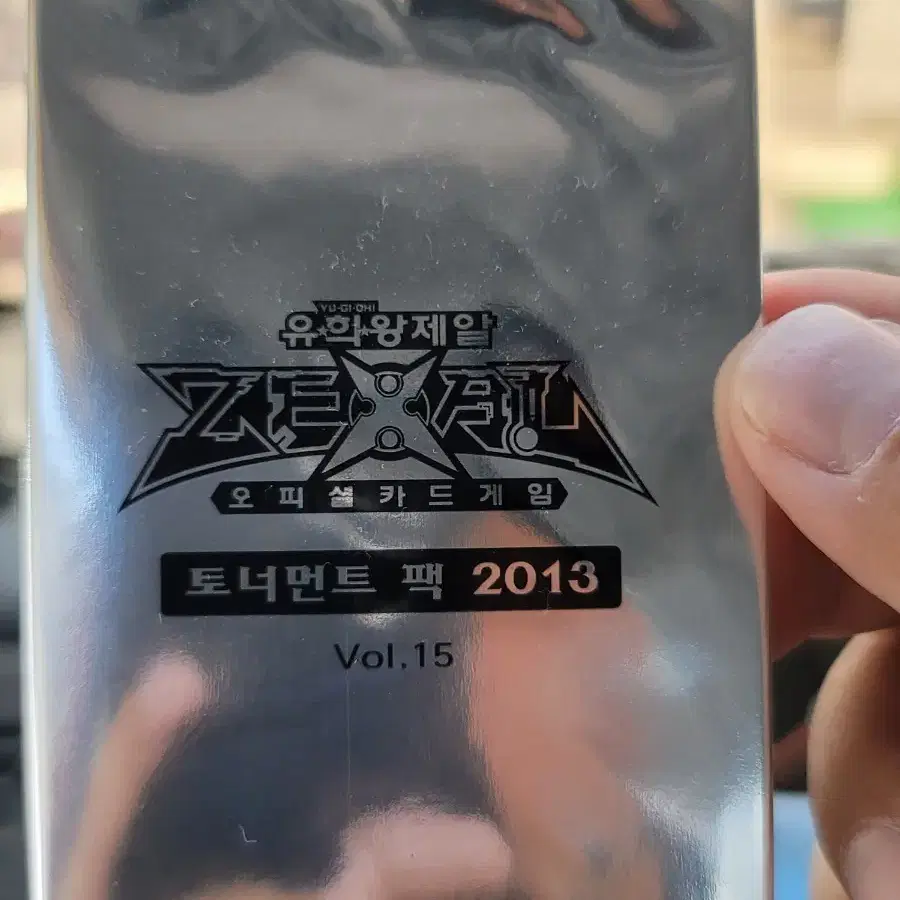 YU-GI-OH!
유희왕제알
ZEXAL
오피셜카드게임
토너먼트 팩 2013
Vol.15